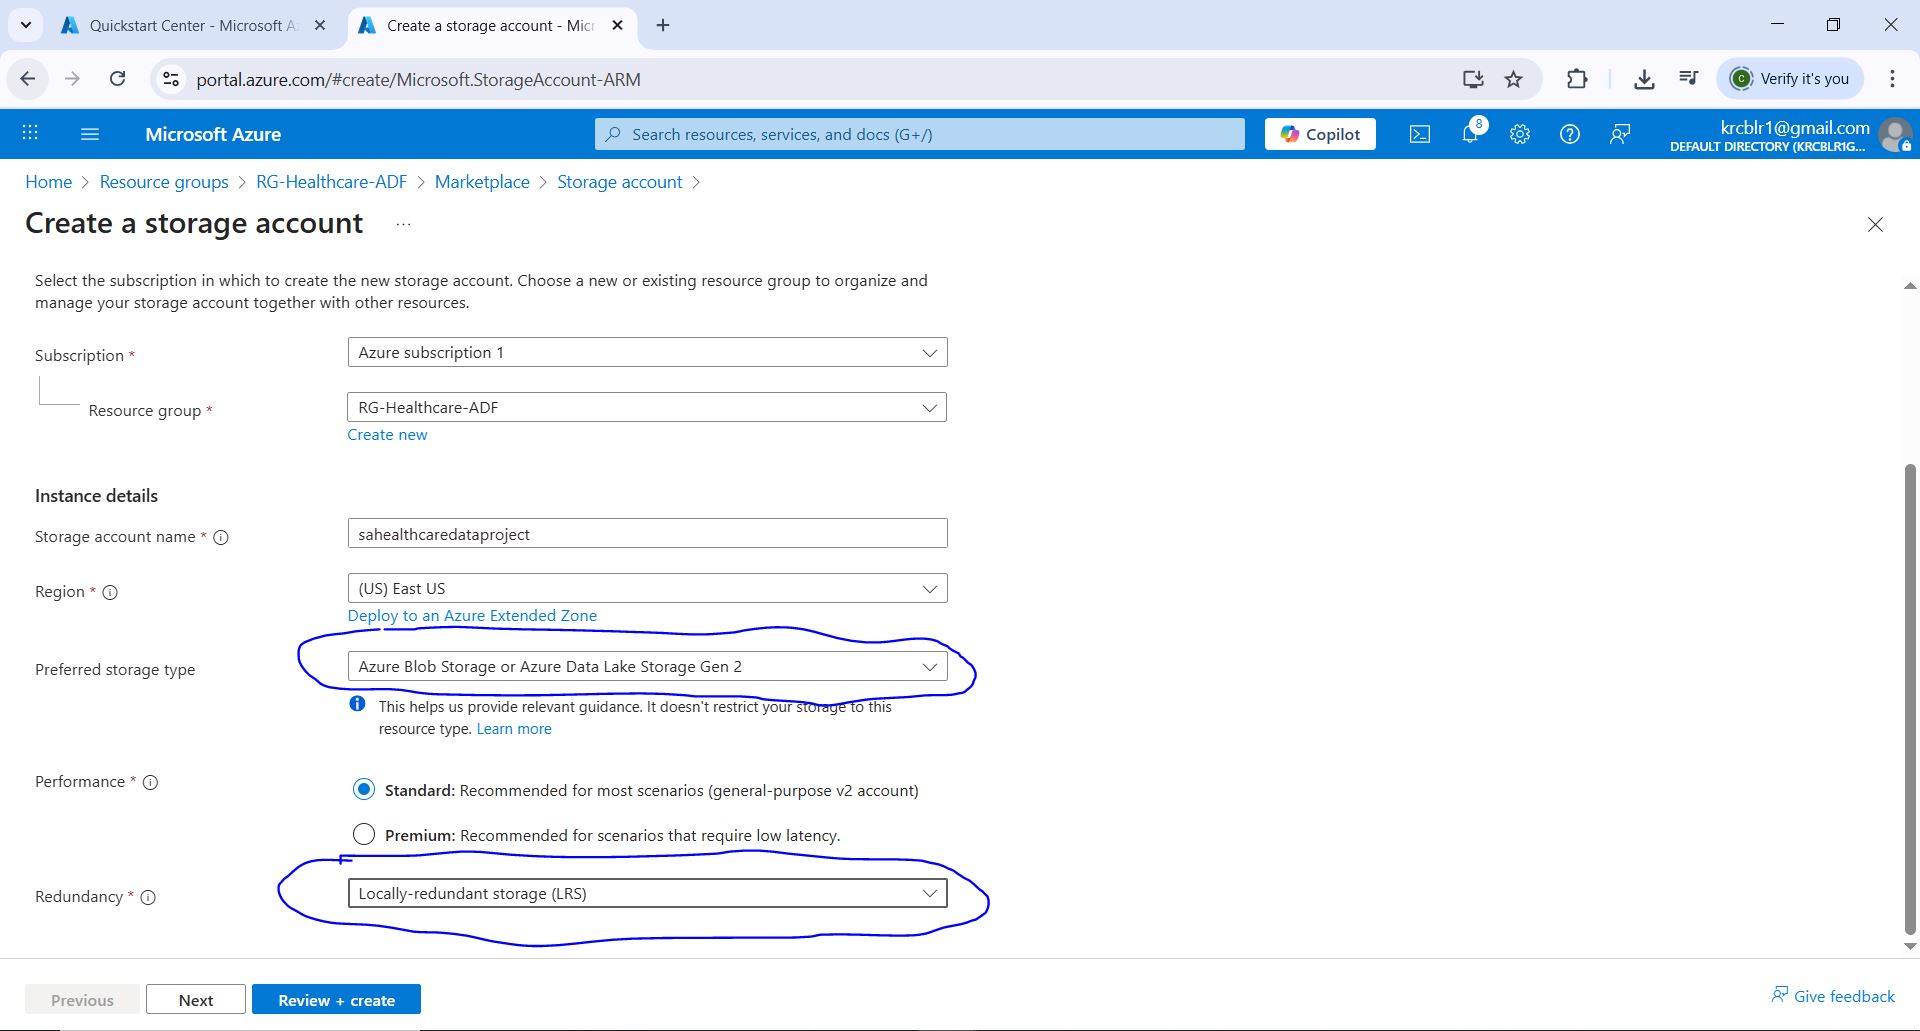 Quickstart Center - Microsoft A
Create a storage account - Micr
portal.azure.com/#create/Microsoft.StorageAccount-ARM
C
Verify it's you
Microsoft Azure
Search resources, services, and docs (G+/)
Copilot
8
krcblr1@gmail.com
DEFAULT DIRECTORY (KRCBLR1G...
Home > Resource groups > RG-Healthcare-ADF > Marketplace > Storage account >
Create a storage account ...
Select the subscription in which to create the new storage account. Choose a new or existing resource group to organize and
manage your storage account together with other resources.
Subscription * Azure subscription 1
Resource group * RG-Healthcare-ADF
Create new
Instance details
Storage account name * sahealthcaredataproject
Region * (US) East US
Deploy to an Azure Extended Zone
Preferred storage type Azure Blob Storage or Azure Data Lake Storage Gen 2
This helps us provide relevant guidance. It doesn't restrict your storage to this
resource type. Learn more
Performance * Standard: Recommended for most scenarios (general-purpose v2 account)
Premium: Recommended for scenarios that require low latency.
Redundancy * Locally-redundant storage (LRS)
Previous Next Review + create Give feedback